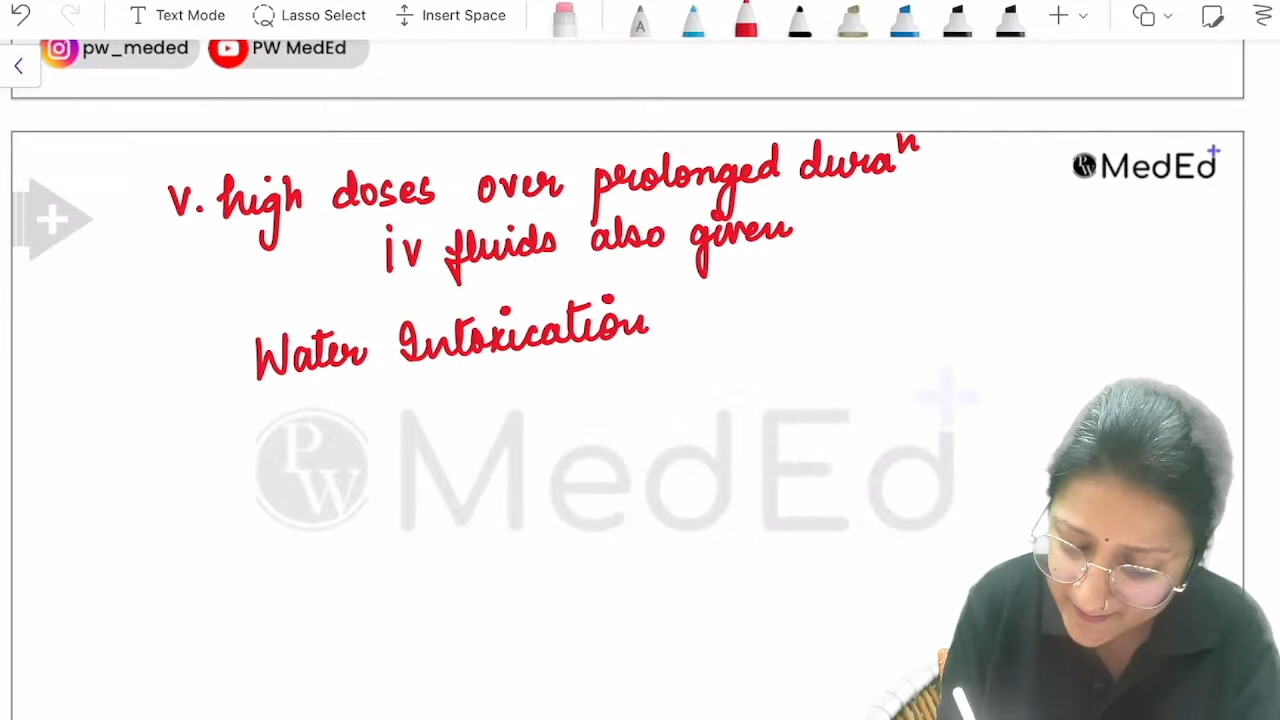 Text Mode Lasso Select Insert Space
pw_meded PW MedEd
MedEd
v. high doses over prolonged duraⁿ
iv fluids also given
Water Intoxication
PW MedEd